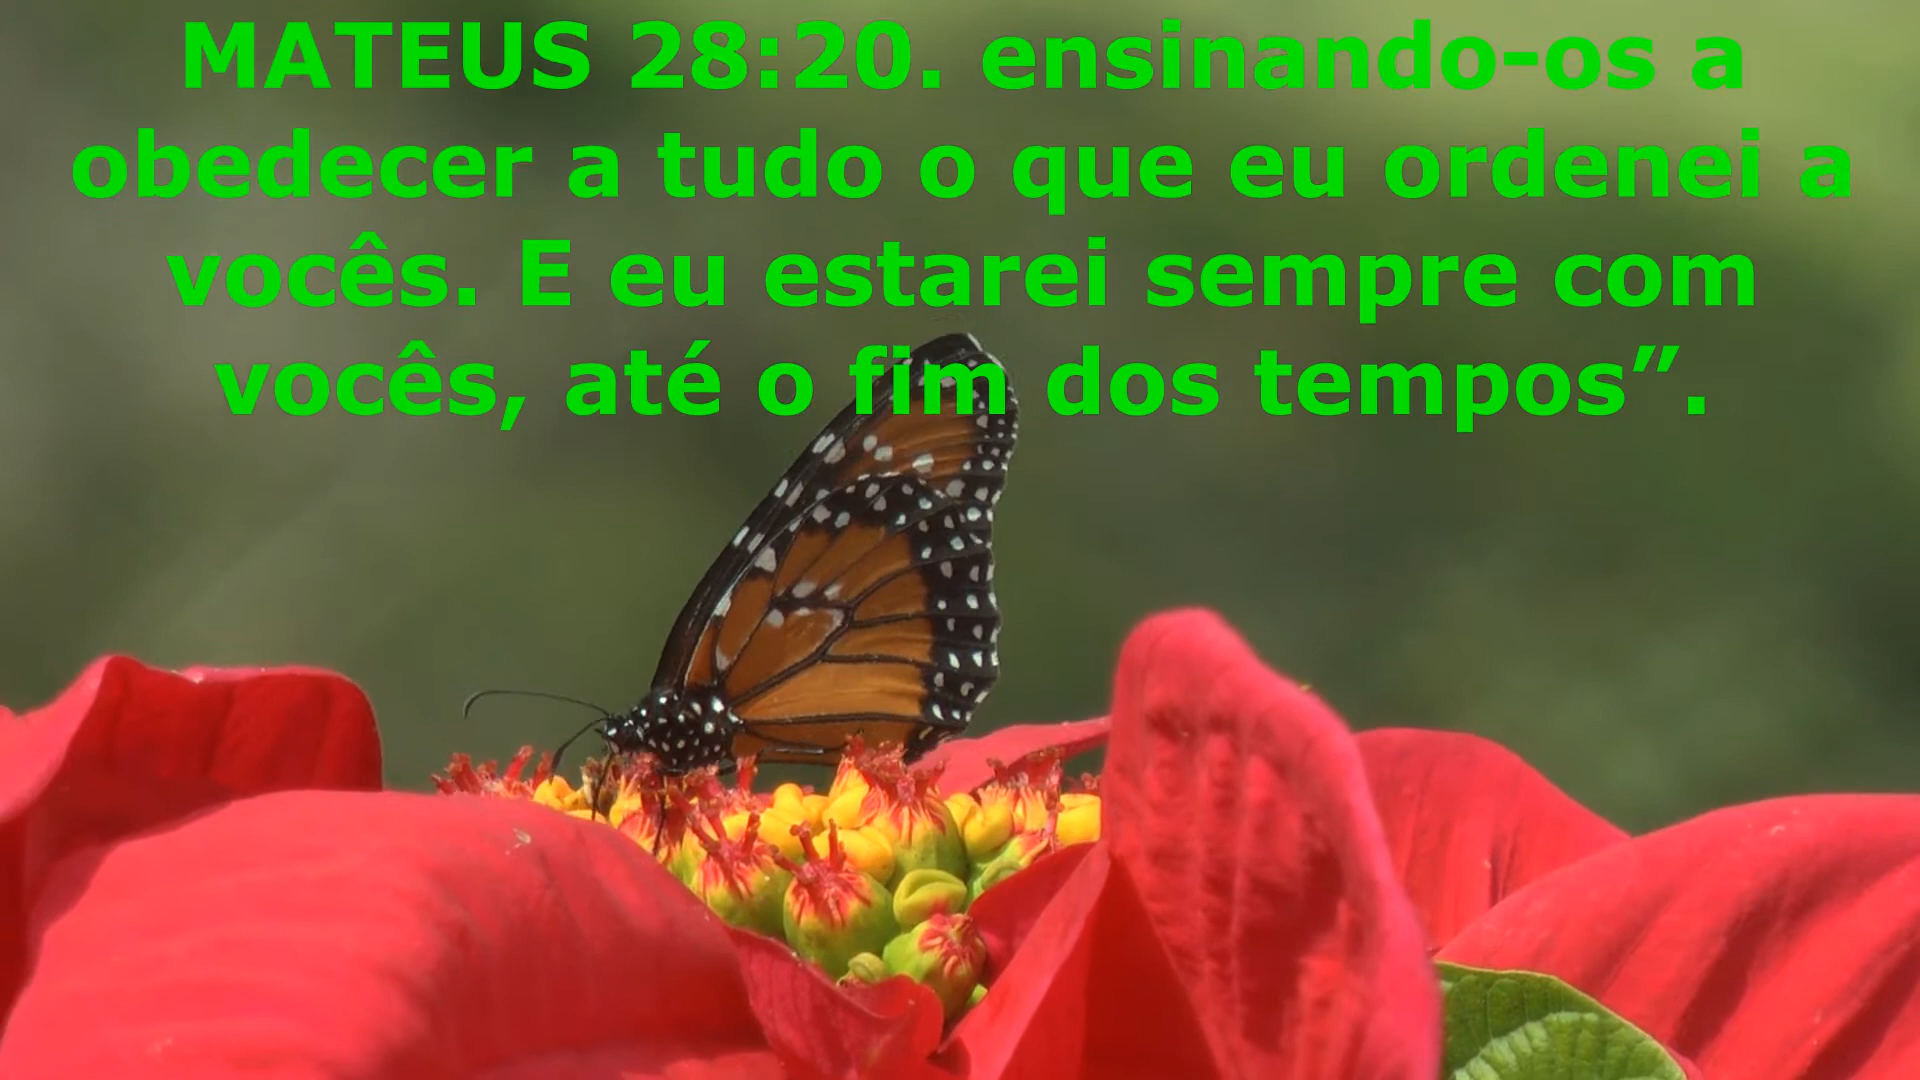 MATEUS 28:20. ensinando-os a
obedecer a tudo o que eu ordenei a
vocês. E eu estarei sempre com
vocês, até o fim dos tempos”.